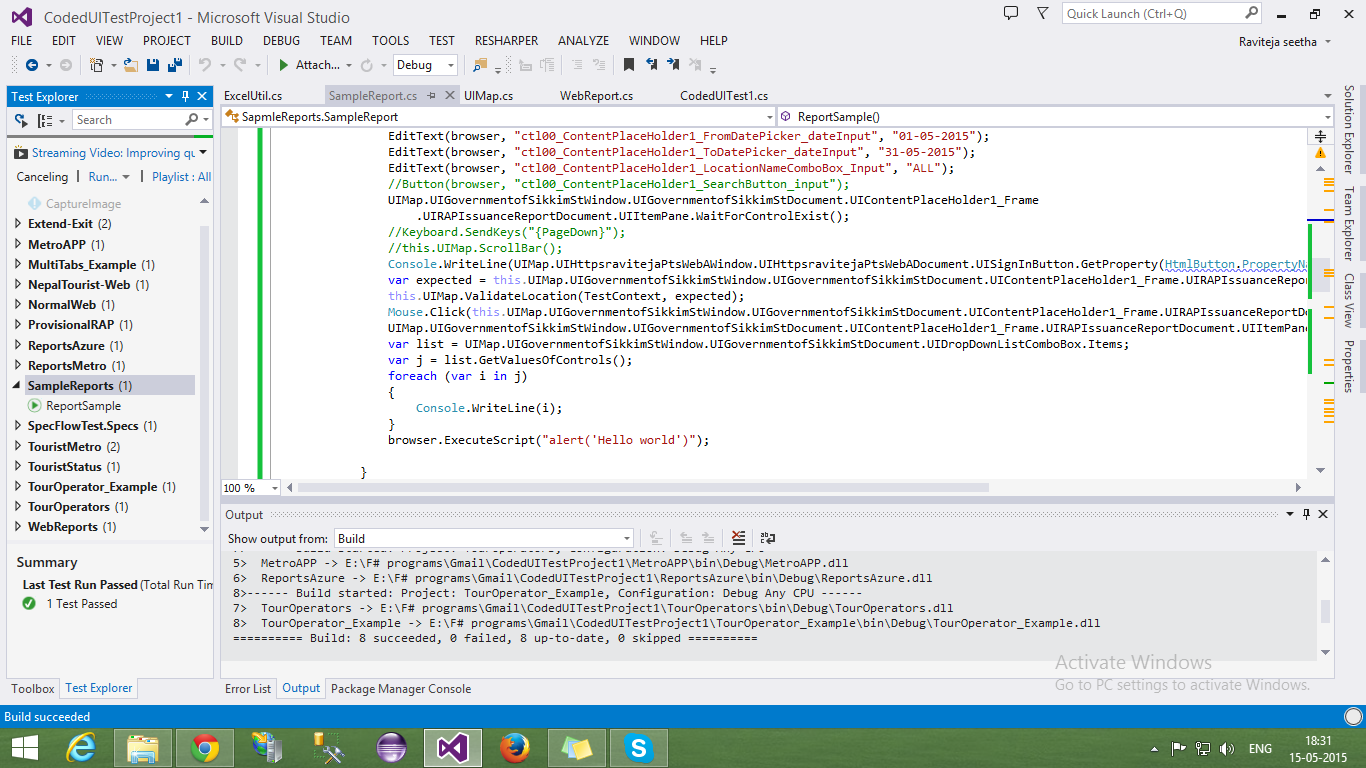 CodedUITestProject1 - Microsoft Visual Studio
Quick Launch (Ctrl+Q)
FILE EDIT VIEW PROJECT BUILD DEBUG TEAM TOOLS TEST RESHARPER ANALYZE WINDOW HELP
Raviteja seetha
Attach... Debug
Test Explorer
Search
Streaming Video: Improving qu
Canceling | Run... | Playlist : All
CaptureImage
Extend-Exit (2)
MetroAPP (1)
MultiTabs_Example (1)
NepalTourist-Web (1)
NormalWeb (1)
ProvisionalRAP (1)
ReportsAzure (1)
ReportsMetro (1)
SampleReports (1)
ReportSample
SpecFlowTest.Specs (1)
TouristMetro (2)
TouristStatus (1)
TourOperator_Example (1)
TourOperators (1)
WebReports (1)
Summary
Last Test Run Passed (Total Run Tim
1 Test Passed
Toolbox Test Explorer
ExcelUtil.cs SampleReport.cs UIMap.cs WebReport.cs CodedUITest1.cs
SapmleReports.SampleReport ReportSample()
EditText(browser, "ctl00_ContentPlaceHolder1_FromDatePicker_dateInput", "01-05-2015");
EditText(browser, "ctl00_ContentPlaceHolder1_ToDatePicker_dateInput", "31-05-2015");
EditText(browser, "ctl00_ContentPlaceHolder1_LocationNameComboBox_Input", "ALL");
//Button(browser, "ctl00_ContentPlaceHolder1_SearchButton_input");
UIMap.UIGovernmentofSikkimStWindow.UIGovernmentofSikkimStDocument.UIContentPlaceHolder1_Frame
.UIRAPIssuanceReportDocument.UIItemPane.WaitForControlExist();
//Keyboard.SendKeys("{PageDown}");
//this.UIMap.ScrollBar();
Console.WriteLine(UIMap.UIHttpsravitejaPtsWebAWindow.UIHttpsravitejaPtsWebADocument.UISignInButton.GetProperty(HtmlButton.PropertyNa
var expected = this.UIMap.UIGovernmentofSikkimStWindow.UIGovernmentofSikkimStDocument.UIContentPlaceHolder1_Frame.UIRAPIssuanceRepor
this.UIMap.ValidateLocation(TestContext, expected);
Mouse.Click(this.UIMap.UIGovernmentofSikkimStWindow.UIGovernmentofSikkimStDocument.UIContentPlaceHolder1_Frame.UIRAPIssuanceReportDo
UIMap.UIGovernmentofSikkimStWindow.UIGovernmentofSikkimStDocument.UIContentPlaceHolder1_Frame.UIRAPIssuanceReportDocument.UIItemPane
var list = UIMap.UIGovernmentofSikkimStWindow.UIGovernmentofSikkimStDocument.UIDropDownListComboBox.Items;
var j = list.GetValuesOfControls();
foreach (var i in j)
{
Console.WriteLine(i);
}
browser.ExecuteScript("alert('Hello world')");
}
100 %
Output
Show output from: Build
5> MetroAPP -> E:\F# programs\Gmail\CodedUITestProject1\MetroAPP\bin\Debug\MetroAPP.dll
6> ReportsAzure -> E:\F# programs\Gmail\CodedUITestProject1\ReportsAzure\bin\Debug\ReportsAzure.dll
8>------ Build started: Project: TourOperator_Example, Configuration: Debug Any CPU ------
7> TourOperators -> E:\F# programs\Gmail\CodedUITestProject1\TourOperators\bin\Debug\TourOperators.dll
8> TourOperator_Example -> E:\F# programs\Gmail\CodedUITestProject1\TourOperator_Example\bin\Debug\TourOperator_Example.dll
========== Build: 8 succeeded, 0 failed, 8 up-to-date, 0 skipped ==========
Error List Output Package Manager Console
Solution Explorer
Team Explorer
Class View
Properties
Activate Windows
Go to PC settings to activate Windows.
Build succeeded
ENG
18:31
15-05-2015